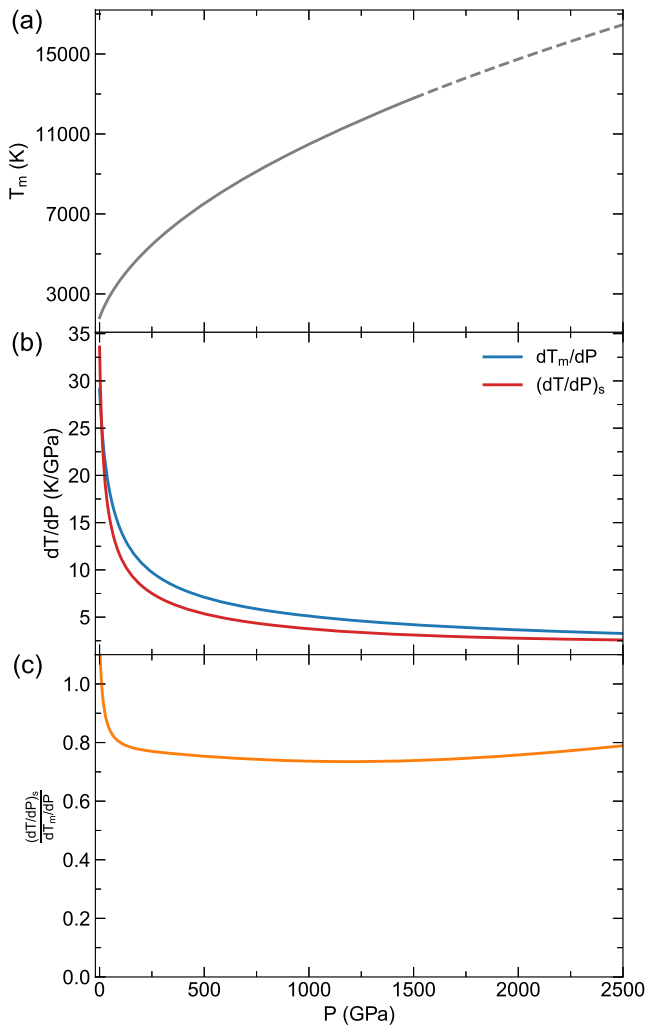 (a)
15000
11000
7000
3000
Tₘ (K)
(b)
35
30
25
20
15
10
5
dT/dP (K/GPa)
dTₘ/dP
(dT/dP)ₛ
(c)
1.0
0.8
0.6
0.4
0.2
0.0
(dT/dP)ₛ
dTₘ/dP
0 500 1000 1500 2000 2500
P (GPa)